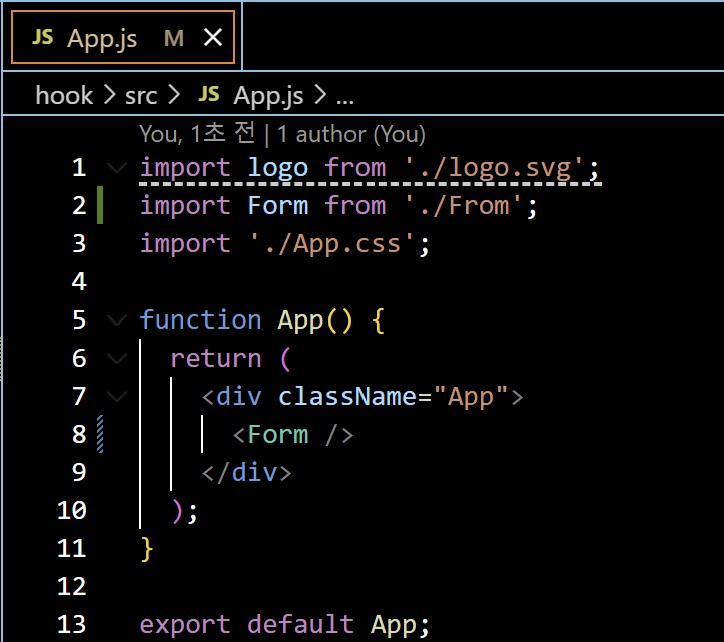 JS App.js M
hook > src > JS App.js > ...
You, 1초 전 | 1 author (You)
1 import logo from './logo.svg';
2 import Form from './From';
3 import './App.css';
4
5 function App() {
6 return (
7 <div className="App">
8 <Form />
9 </div>
10 );
11 }
12
13 export default App;